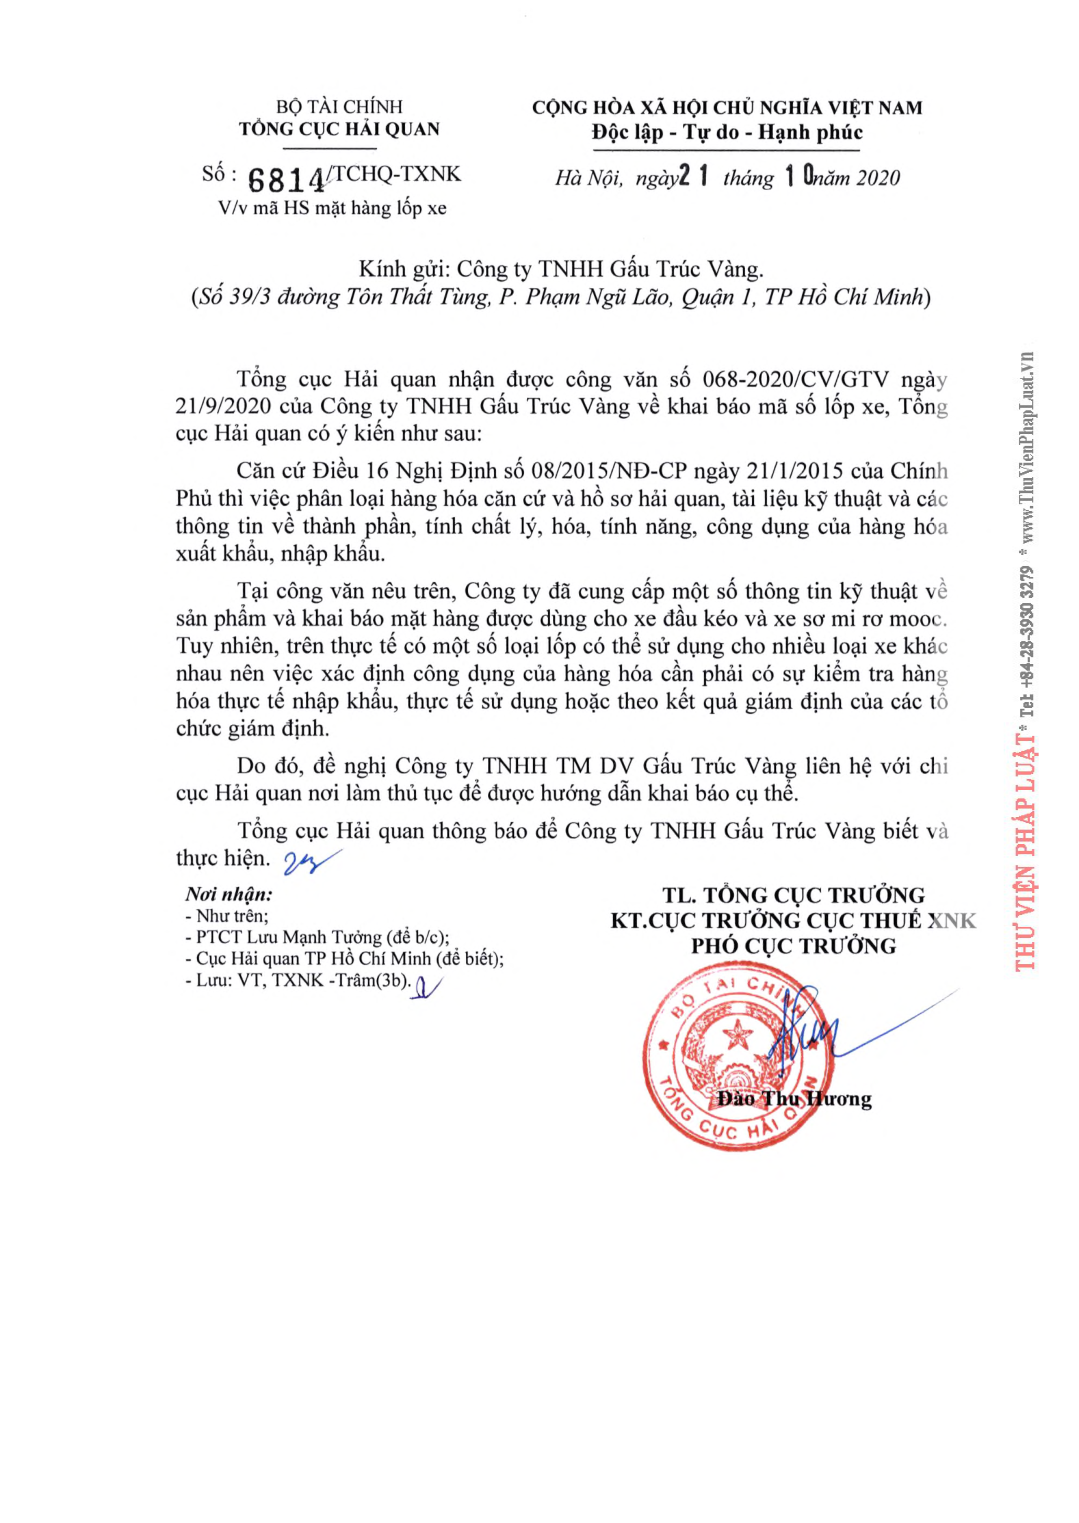 BỘ TÀI CHÍNH
TỔNG CỤC HẢI QUAN
Số : 6814/TCHQ-TXNK
V/v mã HS mặt hàng lốp xe
CỘNG HÒA XÃ HỘI CHỦ NGHĨA VIỆT NAM
Độc lập - Tự do - Hạnh phúc
Hà Nội, ngày 21 tháng 10 năm 2020
Kính gửi: Công ty TNHH Gấu Trúc Vàng.
(Số 39/3 đường Tôn Thất Tùng, P. Phạm Ngũ Lão, Quận 1, TP Hồ Chí Minh)
Tổng cục Hải quan nhận được công văn số 068-2020/CV/GTV ngày
21/9/2020 của Công ty TNHH Gấu Trúc Vàng về khai báo mã số lốp xe, Tổng
cục Hải quan có ý kiến như sau:
Căn cứ Điều 16 Nghị Định số 08/2015/NĐ-CP ngày 21/1/2015 của Chính
Phủ thì việc phân loại hàng hóa căn cứ và hồ sơ hải quan, tài liệu kỹ thuật và các
thông tin về thành phần, tính chất lý, hóa, tính năng, công dụng của hàng hóa
xuất khẩu, nhập khẩu.
Tại công văn nêu trên, Công ty đã cung cấp một số thông tin kỹ thuật về
sản phẩm và khai báo mặt hàng được dùng cho xe đầu kéo và xe sơ mi rơ mooc.
Tuy nhiên, trên thực tế có một số loại lốp có thể sử dụng cho nhiều loại xe khác
nhau nên việc xác định công dụng của hàng hóa cần phải có sự kiểm tra hàng
hóa thực tế nhập khẩu, thực tế sử dụng hoặc theo kết quả giám định của các tổ
chức giám định.
Do đó, đề nghị Công ty TNHH TM DV Gấu Trúc Vàng liên hệ với chi
cục Hải quan nơi làm thủ tục để được hướng dẫn khai báo cụ thể.
Tổng cục Hải quan thông báo để Công ty TNHH Gấu Trúc Vàng biết và
thực hiện.
Nơi nhận:
- Như trên;
- PTCT Lưu Mạnh Tưởng (để b/c);
- Cục Hải quan TP Hồ Chí Minh (để biết);
- Lưu: VT, TXNK -Trâm(3b).
TL. TỔNG CỤC TRƯỞNG
KT.CỤC TRƯỞNG CỤC THUẾ XNK
PHÓ CỤC TRƯỞNG
BỘ TÀI CHÍNH
TỔNG CỤC HẢI QUAN
Đào Thu Hương
THƯ VIỆN PHÁP LUẬT * Tel: +84-28-3930 3279 * www.ThuVienPhapLuat.vn